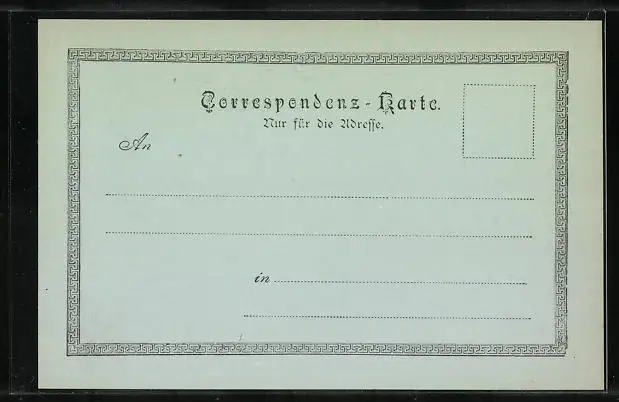 Correspondenz-Karte.
Nur für die Adresse.
An
in